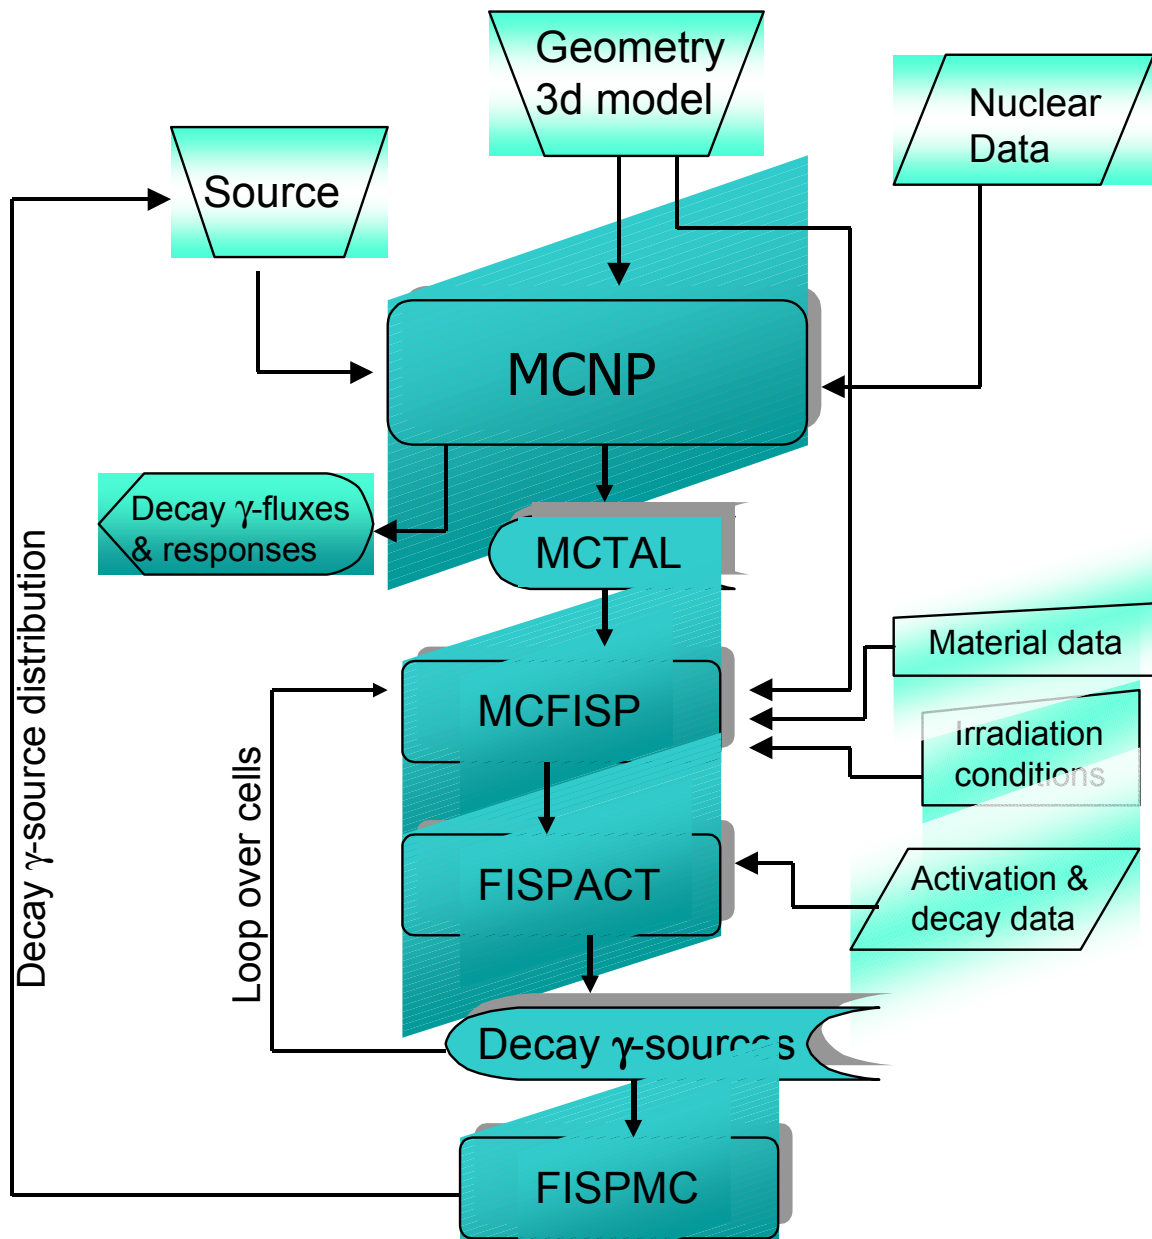 Geometry
3d model
Nuclear
Data
Source
MCNP
Decay γ-fluxes
& responses
MCTAL
Material data
MCFISP
Irradiation
conditions
FISPACT
Activation &
decay data
Decay γ-sources
FISPMC
Loop over cells
Decay γ-source distribution